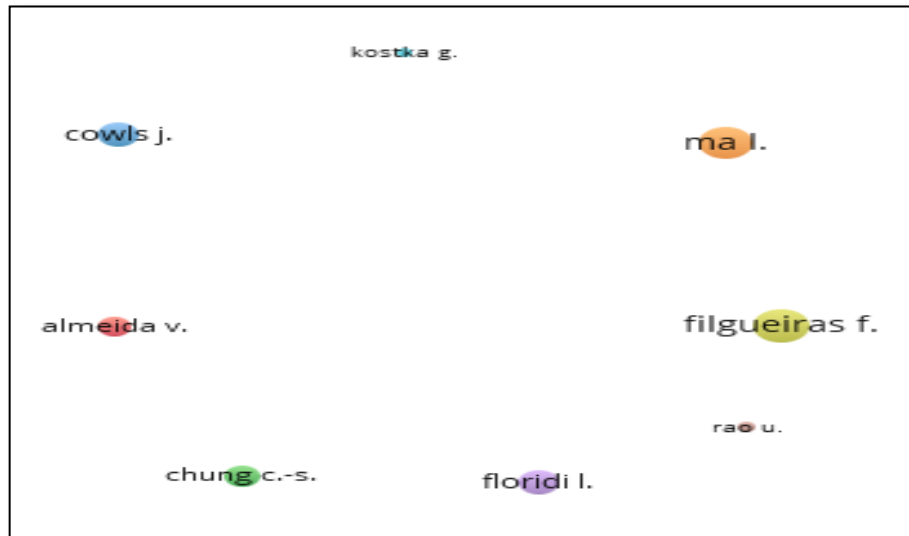 kostka g.
cowls j.
ma l.
almeida v.
filgueiras f.
rao u.
chung c.-s.
floridi l.